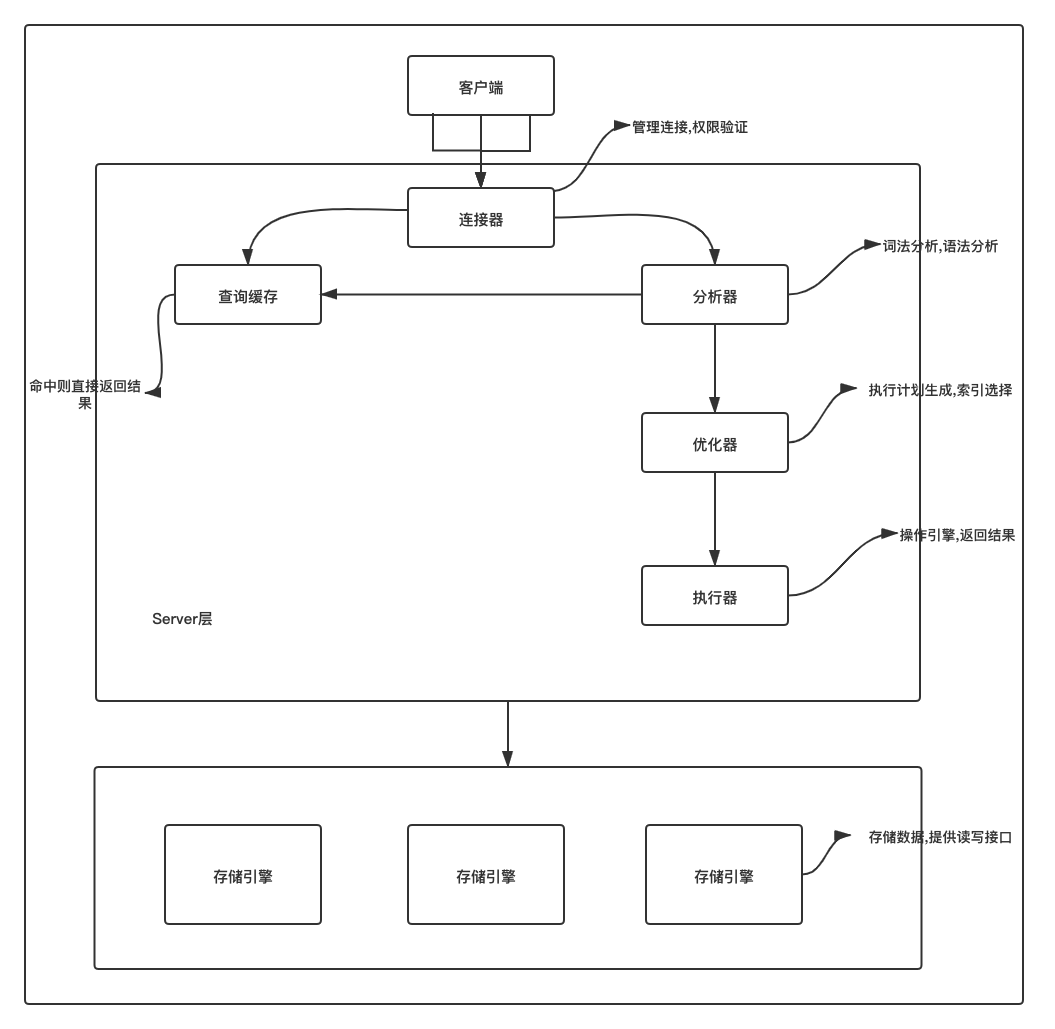 客户端
管理连接,权限验证
连接器
词法分析,语法分析
查询缓存
分析器
命中则直接返回结
果
执行计划生成,索引选择
优化器
操作引擎,返回结果
执行器
Server层
存储数据,提供读写接口
存储引擎
存储引擎
存储引擎